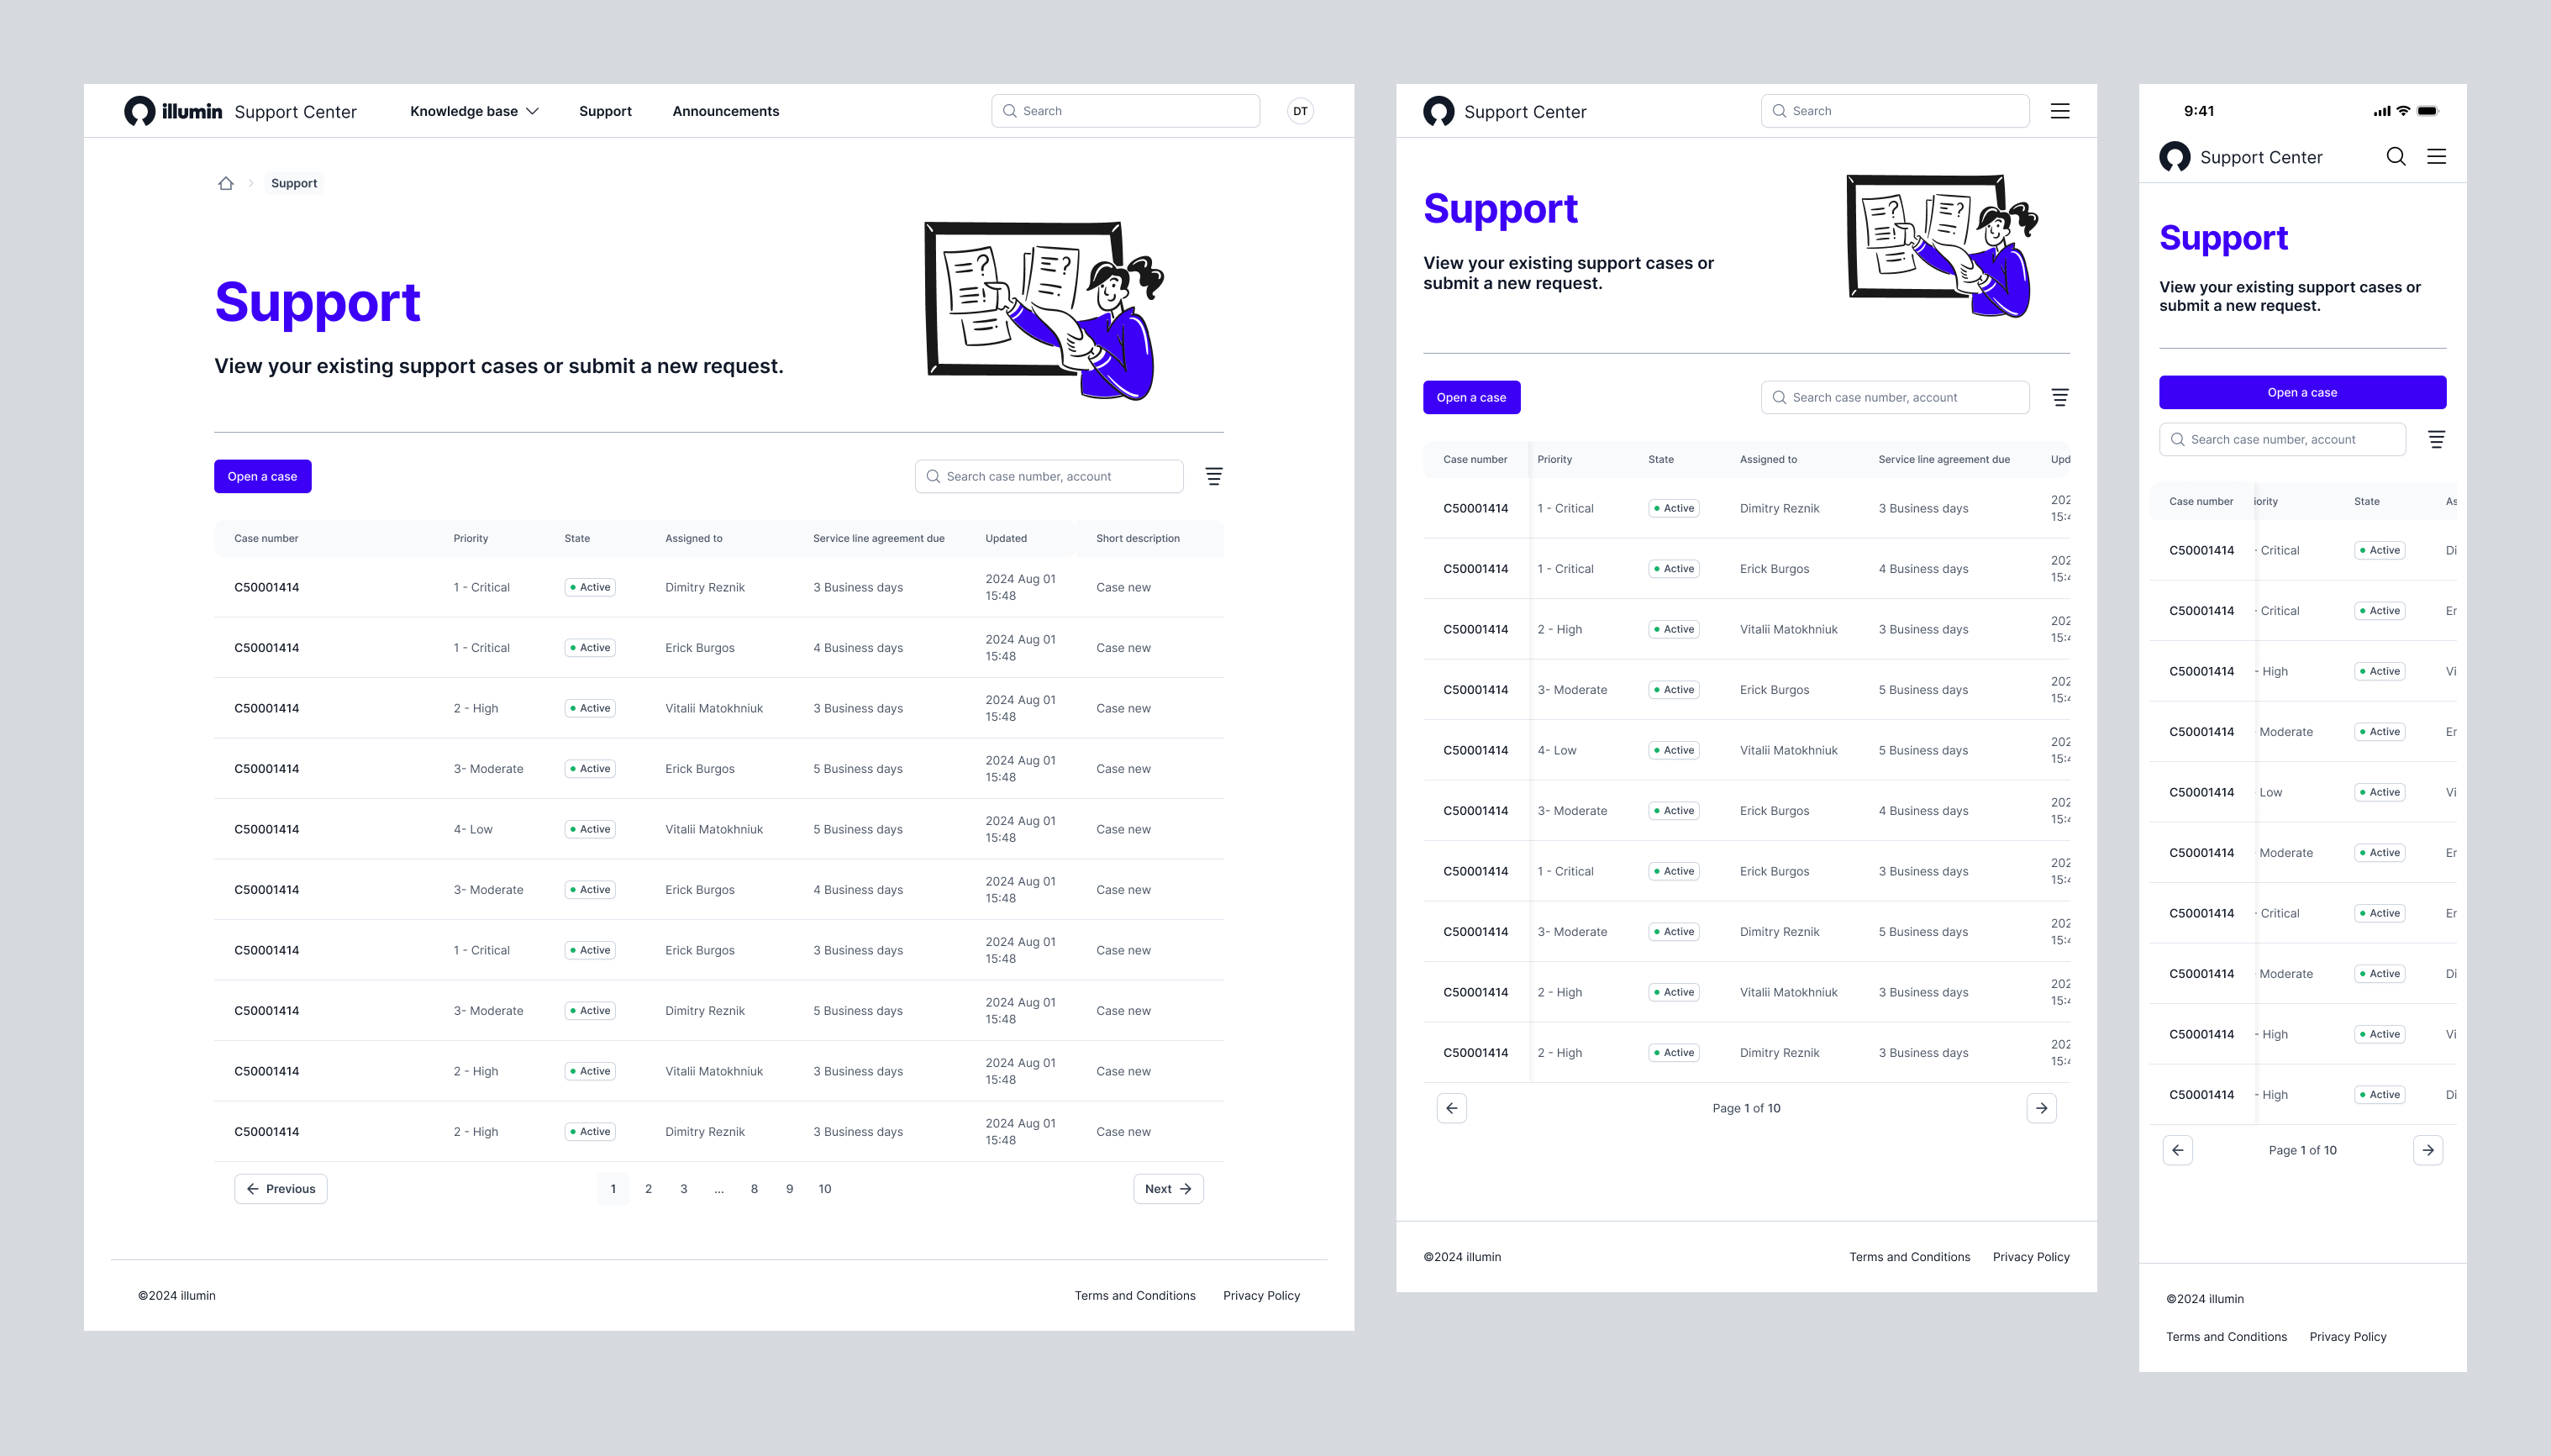 illumin Support Center Knowledge base Support Announcements Search DT
Support
Support
View your existing support cases or submit a new request.
? ?
Open a case Search case number, account
Case number Priority State Assigned to Service line agreement due Updated Short description
C50001414 1 - Critical Active Dimitry Reznik 3 Business days 2024 Aug 01 15:48 Case new
C50001414 1 - Critical Active Erick Burgos 4 Business days 2024 Aug 01 15:48 Case new
C50001414 2 - High Active Vitalii Matokhniuk 3 Business days 2024 Aug 01 15:48 Case new
C50001414 3- Moderate Active Erick Burgos 5 Business days 2024 Aug 01 15:48 Case new
C50001414 4- Low Active Vitalii Matokhniuk 5 Business days 2024 Aug 01 15:48 Case new
C50001414 3- Moderate Active Erick Burgos 4 Business days 2024 Aug 01 15:48 Case new
C50001414 1 - Critical Active Erick Burgos 3 Business days 2024 Aug 01 15:48 Case new
C50001414 3- Moderate Active Dimitry Reznik 5 Business days 2024 Aug 01 15:48 Case new
C50001414 2 - High Active Vitalii Matokhniuk 3 Business days 2024 Aug 01 15:48 Case new
C50001414 2 - High Active Dimitry Reznik 3 Business days 2024 Aug 01 15:48 Case new
Previous 1 2 3 ... 8 9 10 Next
©2024 illumin Terms and Conditions Privacy Policy
Support Center Search
Support
View your existing support cases or
submit a new request.
? ?
Open a case Search case number, account
Case number Priority State Assigned to Service line agreement due Upd
C50001414 1 - Critical Active Dimitry Reznik 3 Business days 202 15:4
C50001414 1 - Critical Active Erick Burgos 4 Business days 202 15:4
C50001414 2 - High Active Vitalii Matokhniuk 3 Business days 202 15:4
C50001414 3- Moderate Active Erick Burgos 5 Business days 202 15:4
C50001414 4- Low Active Vitalii Matokhniuk 5 Business days 202 15:4
C50001414 3- Moderate Active Erick Burgos 4 Business days 202 15:4
C50001414 1 - Critical Active Erick Burgos 3 Business days 202 15:4
C50001414 3- Moderate Active Dimitry Reznik 5 Business days 202 15:4
C50001414 2 - High Active Vitalii Matokhniuk 3 Business days 202 15:4
C50001414 2 - High Active Dimitry Reznik 3 Business days 202 15:4
Page 1 of 10
©2024 illumin Terms and Conditions Privacy Policy
9:41
Support Center
Support
View your existing support cases or
submit a new request.
Open a case
Search case number, account
Case number iority State As
C50001414 - Critical Active Di
C50001414 - Critical Active Er
C50001414 - High Active Vi
C50001414 Moderate Active Er
C50001414 Low Active Vi
C50001414 Moderate Active Er
C50001414 - Critical Active Er
C50001414 Moderate Active Di
C50001414 - High Active Vi
C50001414 - High Active Di
Page 1 of 10
©2024 illumin
Terms and Conditions Privacy Policy